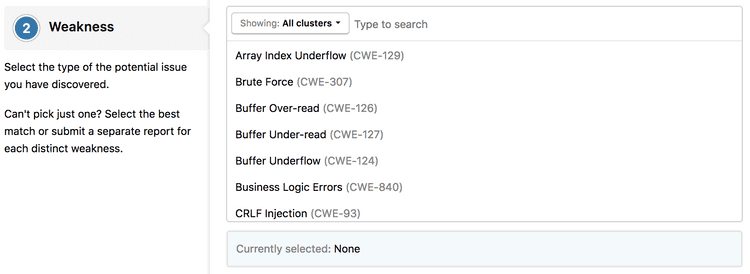 2 Weakness
Select the type of the potential issue
you have discovered.
Can't pick just one? Select the best
match or submit a separate report for
each distinct weakness.
Showing: All clusters Type to search
Array Index Underflow (CWE-129)
Brute Force (CWE-307)
Buffer Over-read (CWE-126)
Buffer Under-read (CWE-127)
Buffer Underflow (CWE-124)
Business Logic Errors (CWE-840)
CRLF Injection (CWE-93)
Currently selected: None